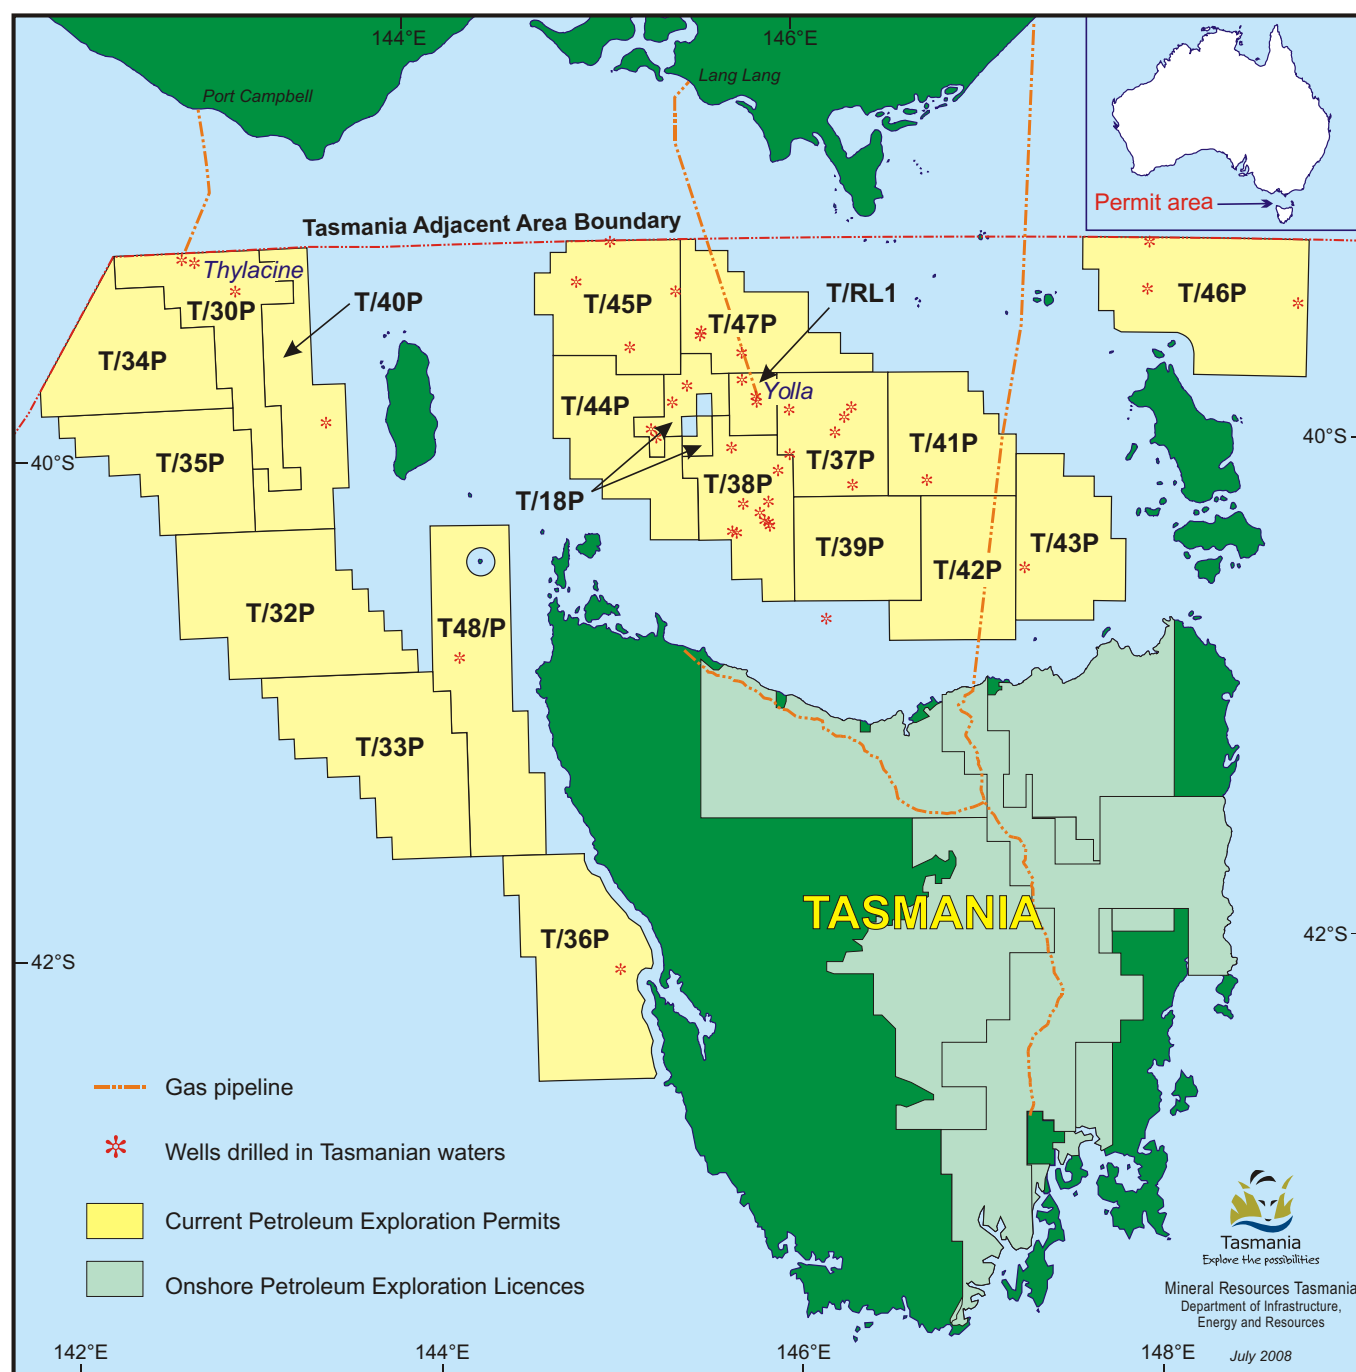 144°E
146°E
Port Campbell
Lang Lang
Permit area
Tasmania Adjacent Area Boundary
Thylacine
T/30P
T/40P
T/34P
T/45P
T/47P
T/RL1
T/46P
Yolla
T/44P
T/35P
T/41P
T/37P
T/38P
40°S
40°S
T/18P
T/39P
T/42P
T/43P
T/32P
T48/P
T/33P
TASMANIA
T/36P
42°S
42°S
Gas pipeline
Wells drilled in Tasmanian waters
Current Petroleum Exploration Permits
Onshore Petroleum Exploration Licences
Tasmania
Explore the possibilities
Mineral Resources Tasmania
Department of Infrastructure,
Energy and Resources
July 2008
142°E
144°E
146°E
148°E